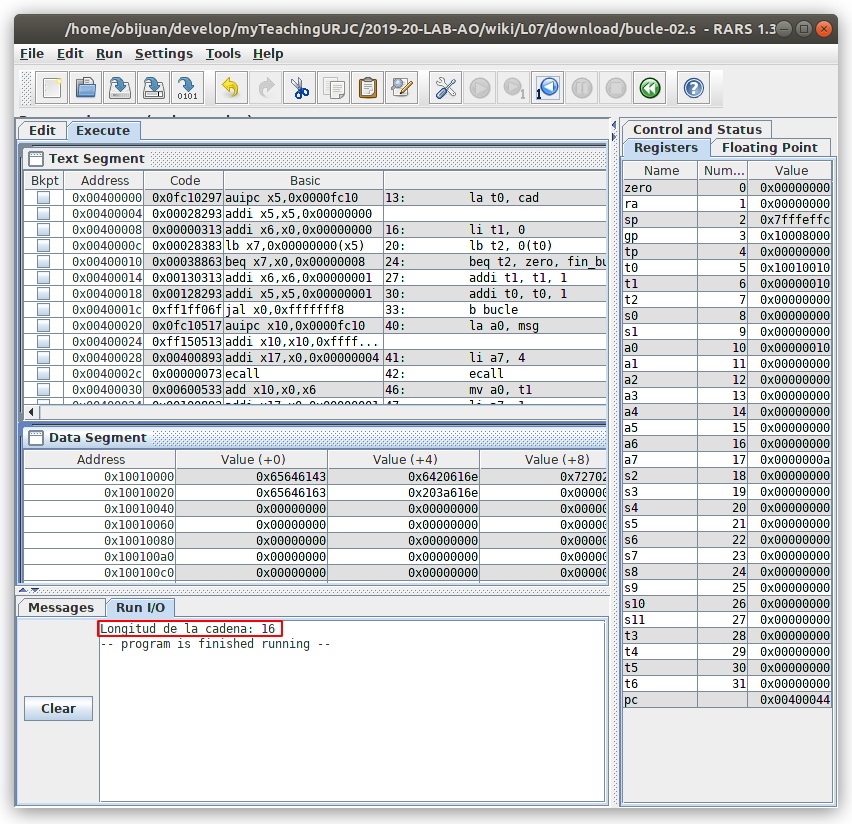 /home/obijuan/develop/myTeachingURJC/2019-20-LAB-AO/wiki/L07/download/bucle-02.s - RARS 1.3
File Edit Run Settings Tools Help
0101
1
1
?
Edit Execute
Text Segment
Bkpt Address Code Basic
0x00400000 0x0fc10297 auipc x5,0x0000fc10 13: la t0, cad
0x00400004 0x00028293 addi x5,x5,0x00000000
0x00400008 0x00000313 addi x6,x0,0x00000000 16: li t1, 0
0x0040000c 0x00028383 lb x7,0x00000000(x5) 20: lb t2, 0(t0)
0x00400010 0x00038863 beq x7,x0,0x00000008 24: beq t2, zero, fin_bu
0x00400014 0x00130313 addi x6,x6,0x00000001 27: addi t1, t1, 1
0x00400018 0x00128293 addi x5,x5,0x00000001 30: addi t0, t0, 1
0x0040001c 0xff1ff06f jal x0,0xfffffff8 33: b bucle
0x00400020 0x0fc10517 auipc x10,0x0000fc10 40: la a0, msg
0x00400024 0xff150513 addi x10,x10,0xffff...
0x00400028 0x00400893 addi x17,x0,0x00000004 41: li a7, 4
0x0040002c 0x00000073 ecall 42: ecall
0x00400030 0x00600533 add x10,x0,x6 46: mv a0, t1
Data Segment
Address Value (+0) Value (+4) Value (+8)
0x10010000 0x65646143 0x6420616e 0x72702
0x10010020 0x65646163 0x203a616e 0x0000
0x10010040 0x00000000 0x00000000 0x0000
0x10010060 0x00000000 0x00000000 0x0000
0x10010080 0x00000000 0x00000000 0x0000
0x100100a0 0x00000000 0x00000000 0x0000
0x100100c0 0x00000000 0x00000000 0x0000
Messages Run I/O
Longitud de la cadena: 16
-- program is finished running --
Clear
Control and Status
Registers Floating Point
Name Num... Value
zero 0 0x00000000
ra 1 0x00000000
sp 2 0x7fffeffc
gp 3 0x10008000
tp 4 0x00000000
t0 5 0x10010010
t1 6 0x00000010
t2 7 0x00000000
s0 8 0x00000000
s1 9 0x00000000
a0 10 0x00000010
a1 11 0x00000000
a2 12 0x00000000
a3 13 0x00000000
a4 14 0x00000000
a5 15 0x00000000
a6 16 0x00000000
a7 17 0x0000000a
s2 18 0x00000000
s3 19 0x00000000
s4 20 0x00000000
s5 21 0x00000000
s6 22 0x00000000
s7 23 0x00000000
s8 24 0x00000000
s9 25 0x00000000
s10 26 0x00000000
s11 27 0x00000000
t3 28 0x00000000
t4 29 0x00000000
t5 30 0x00000000
t6 31 0x00000000
pc 0x00400044